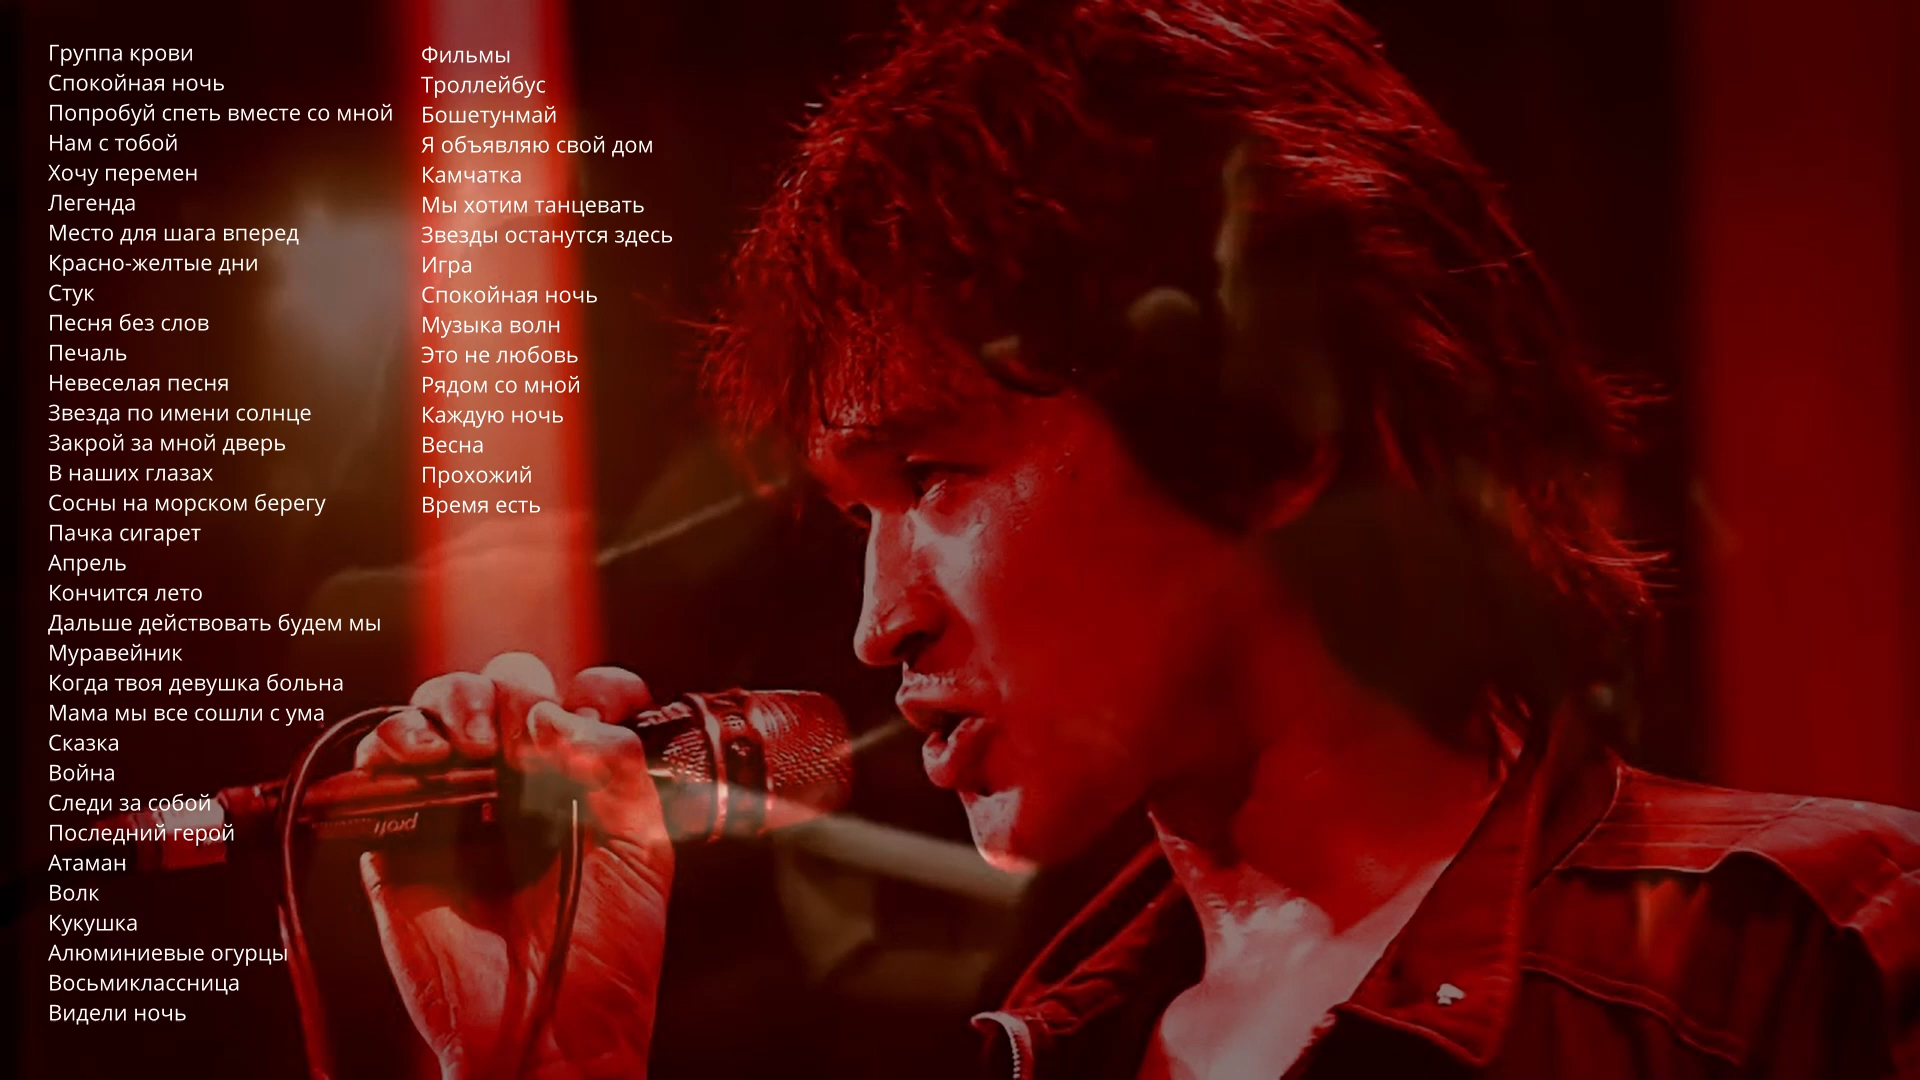 Группа крови
Спокойная ночь
Попробуй спеть вместе со мной
Нам с тобой
Хочу перемен
Легенда
Место для шага вперед
Красно-желтые дни
Стук
Песня без слов
Печаль
Невеселая песня
Звезда по имени солнце
Закрой за мной дверь
В наших глазах
Сосны на морском берегу
Пачка сигарет
Апрель
Кончится лето
Дальше действовать будем мы
Муравейник
Когда твоя девушка больна
Мама мы все сошли с ума
Сказка
Война
Следи за собой
Последний герой
Атаман
Волк
Кукушка
Алюминиевые огурцы
Восьмиклассница
Видели ночь
Фильмы
Троллейбус
Бошетунмай
Я объявляю свой дом
Камчатка
Мы хотим танцевать
Звезды останутся здесь
Игра
Спокойная ночь
Музыка волн
Это не любовь
Рядом со мной
Каждую ночь
Весна
Прохожий
Время есть